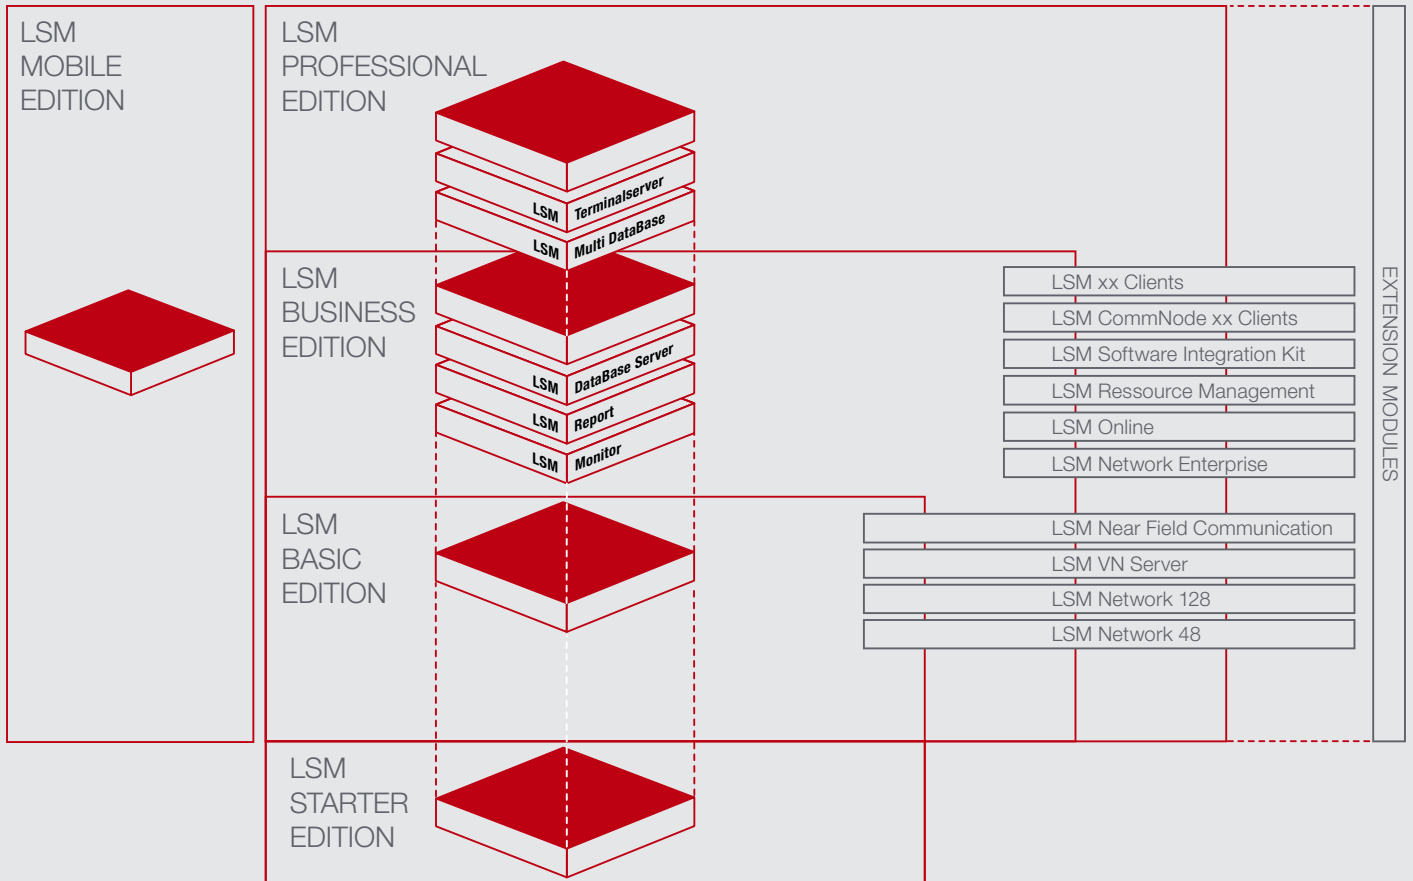 LSM
MOBILE
EDITION
LSM
PROFESSIONAL
EDITION
LSM Terminalserver
LSM Multi DataBase
LSM
BUSINESS
EDITION
LSM DataBase Server
LSM Report
LSM Monitor
LSM
BASIC
EDITION
LSM
STARTER
EDITION
LSM xx Clients
LSM CommNode xx Clients
LSM Software Integration Kit
LSM Ressource Management
LSM Online
LSM Network Enterprise
LSM Near Field Communication
LSM VN Server
LSM Network 128
LSM Network 48
EXTENSION MODULES